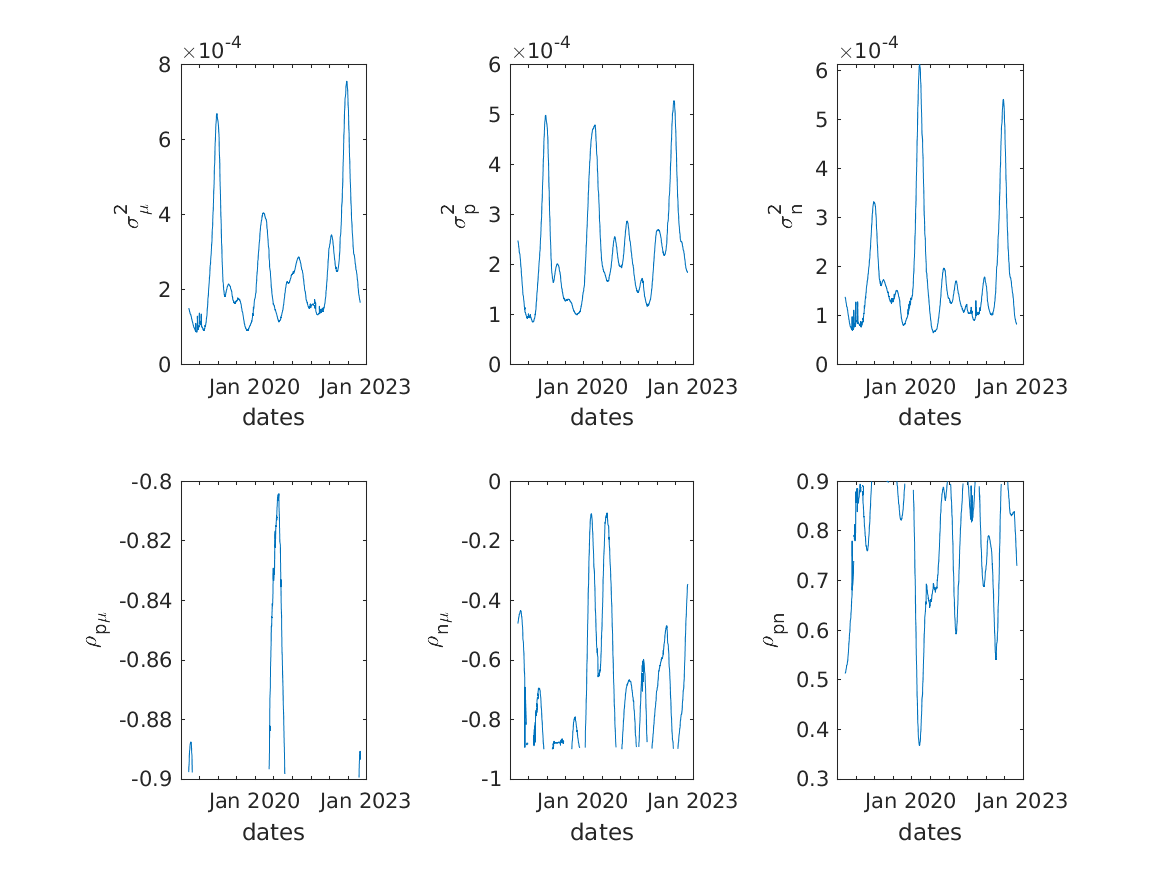 ×10-4
8
6
4
2
0
σ2μ
Jan 2020 Jan 2023
dates
×10-4
6
5
4
3
2
1
0
σ2p
Jan 2020 Jan 2023
dates
×10-4
6
5
4
3
2
1
0
σ2n
Jan 2020 Jan 2023
dates
-0.8
-0.82
-0.84
-0.86
-0.88
-0.9
ρpμ
Jan 2020 Jan 2023
dates
0
-0.2
-0.4
-0.6
-0.8
-1
ρnμ
Jan 2020 Jan 2023
dates
0.9
0.8
0.7
0.6
0.5
0.4
0.3
ρpn
Jan 2020 Jan 2023
dates